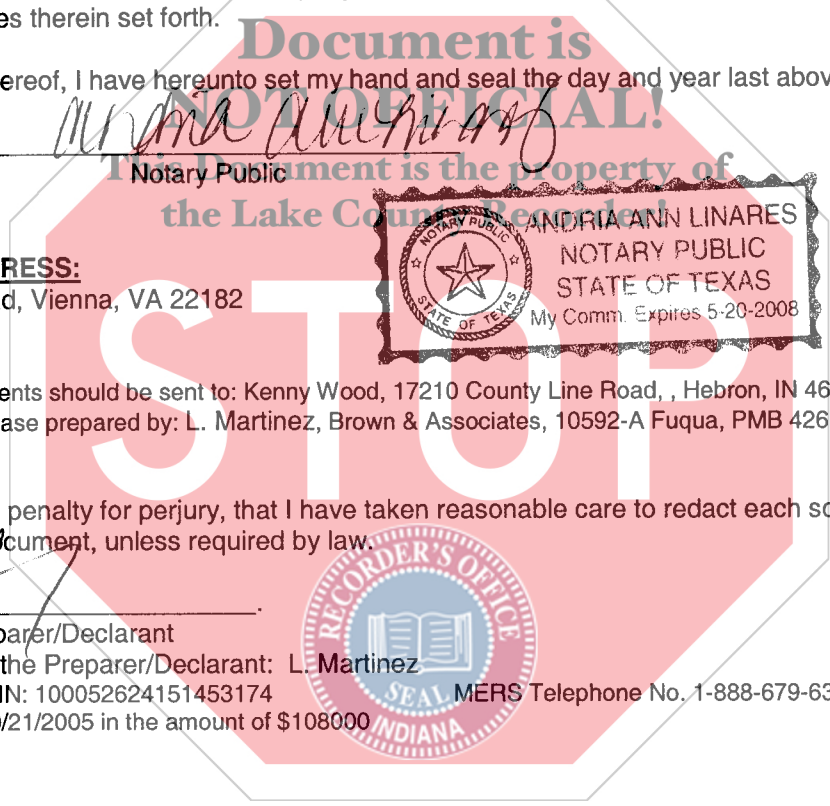 es therein set forth.
Document is
ereof, I have hereunto set my hand and seal the day and year last abov
NOT OFFICIAL!
This Document is the property of
Notary Public
the Lake County Recorder!
NOTARY PUBLIC
STATE OF TEXAS
ANDRIA ANN LINARES
NOTARY PUBLIC
STATE OF TEXAS
My Comm. Expires 5-20-2008
RESS:
d, Vienna, VA 22182
STOP
ents should be sent to: Kenny Wood, 17210 County Line Road, , Hebron, IN 46
ase prepared by: L. Martinez, Brown & Associates, 10592-A Fuqua, PMB 426
penalty for perjury, that I have taken reasonable care to redact each so
cument, unless required by law.
RECORDER'S OFFICE
SEAL
INDIANA
parer/Declarant
the Preparer/Declarant: L. Martinez
IN: 100052624151453174 MERS Telephone No. 1-888-679-63
/21/2005 in the amount of $108000